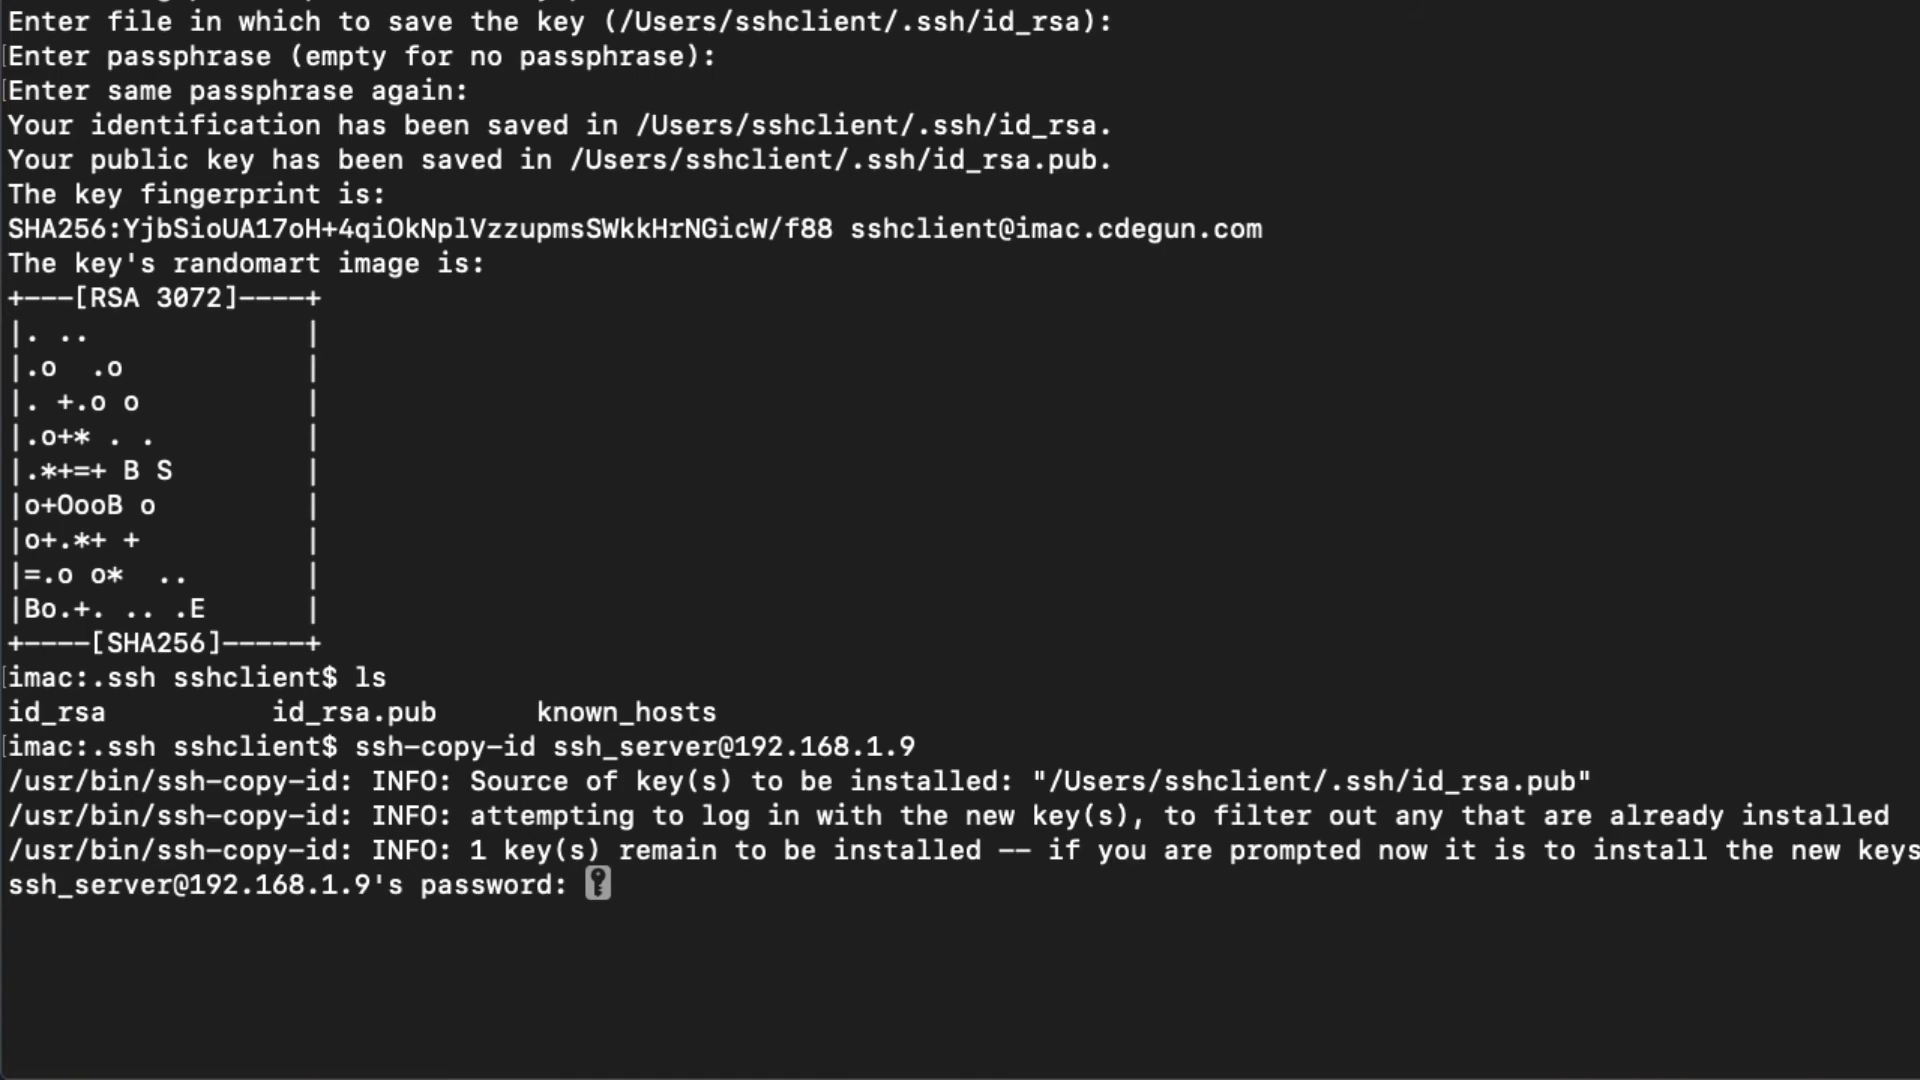 Enter file in which to save the key (/Users/sshclient/.ssh/id_rsa):
Enter passphrase (empty for no passphrase):
Enter same passphrase again:
Your identification has been saved in /Users/sshclient/.ssh/id_rsa.
Your public key has been saved in /Users/sshclient/.ssh/id_rsa.pub.
The key fingerprint is:
SHA256:YjbSioUA17oH+4qiOkNplVzzupmsSWkkHrNGicW/f88 sshclient@imac.cdegun.com
The key's randomart image is:
+---[RSA 3072]----+
|. ..             |
|.o  .o           |
|. +.o o          |
|.o+* . .         |
|.*+=+ B S        |
|o+OooB o         |
|o+.*+ +          |
|=.o o*  ..       |
|Bo.+. .. .E      |
+----[SHA256]-----+
imac:.ssh sshclient$ ls
id_rsa          id_rsa.pub      known_hosts
imac:.ssh sshclient$ ssh-copy-id ssh_server@192.168.1.9
/usr/bin/ssh-copy-id: INFO: Source of key(s) to be installed: "/Users/sshclient/.ssh/id_rsa.pub"
/usr/bin/ssh-copy-id: INFO: attempting to log in with the new key(s), to filter out any that are already installed
/usr/bin/ssh-copy-id: INFO: 1 key(s) remain to be installed -- if you are prompted now it is to install the new keys
ssh_server@192.168.1.9's password: